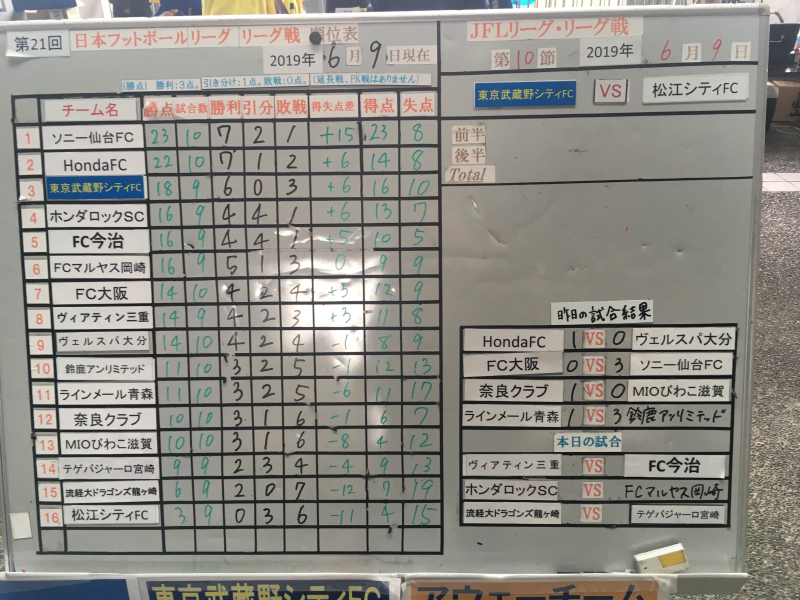 第21回 日本フットボールリーグ リーグ戦 順位表
2019年 6月 9日現在
(勝点) 勝利:3点。引き分け:1点。敗戦:0点。(延長戦、PK戦はありません)
チーム名 勝点 試合数 勝利 引分 敗戦 得失点差 得点 失点
1 ソニー仙台FC 23 10 7 2 1 +15 23 8
2 HondaFC 22 10 7 1 2 +6 14 8
3 東京武蔵野シティFC 18 9 6 0 3 +6 16 10
4 ホンダロックSC 16 9 4 4 1 +6 13 7
5 FC今治 16 9 4 4 1 +5 10 5
6 FCマルヤス岡崎 16 9 5 1 3 0 9 9
7 FC大阪 14 10 4 2 4 +5 12 9
8 ヴィアティン三重 14 9 4 2 3 +3 11 8
9 ヴェルスパ大分 14 10 4 2 4 -1 8 9
10 鈴鹿アンリミテッド 11 10 3 2 5 -1 12 13
11 ラインメール青森 11 10 3 2 5 -6 11 17
12 奈良クラブ 10 10 3 1 6 -1 6 7
13 MIOびわこ滋賀 10 10 3 1 6 -8 4 12
14 テゲバジャーロ宮崎 9 9 2 3 4 -4 9 13
15 流経大ドラゴンズ龍ヶ崎 6 9 2 0 7 -12 7 19
16 松江シティFC 3 9 0 3 6 -11 4 15
JFLリーグ・リーグ戦
第10節 2019年 6月 9日
東京武蔵野シティFC VS 松江シティFC
前半
後半
Total
昨日の試合結果
HondaFC 1 VS 0 ヴェルスパ大分
FC大阪 0 VS 3 ソニー仙台FC
奈良クラブ 1 VS 0 MIOびわこ滋賀
ラインメール青森 1 VS 3 鈴鹿アンリミテッド
本日の試合
ヴィアティン三重 VS FC今治
ホンダロックSC VS FCマルヤス岡崎
流経大ドラゴンズ龍ヶ崎 VS テゲバジャーロ宮崎
東京武蔵野シティFC アウェーチーム